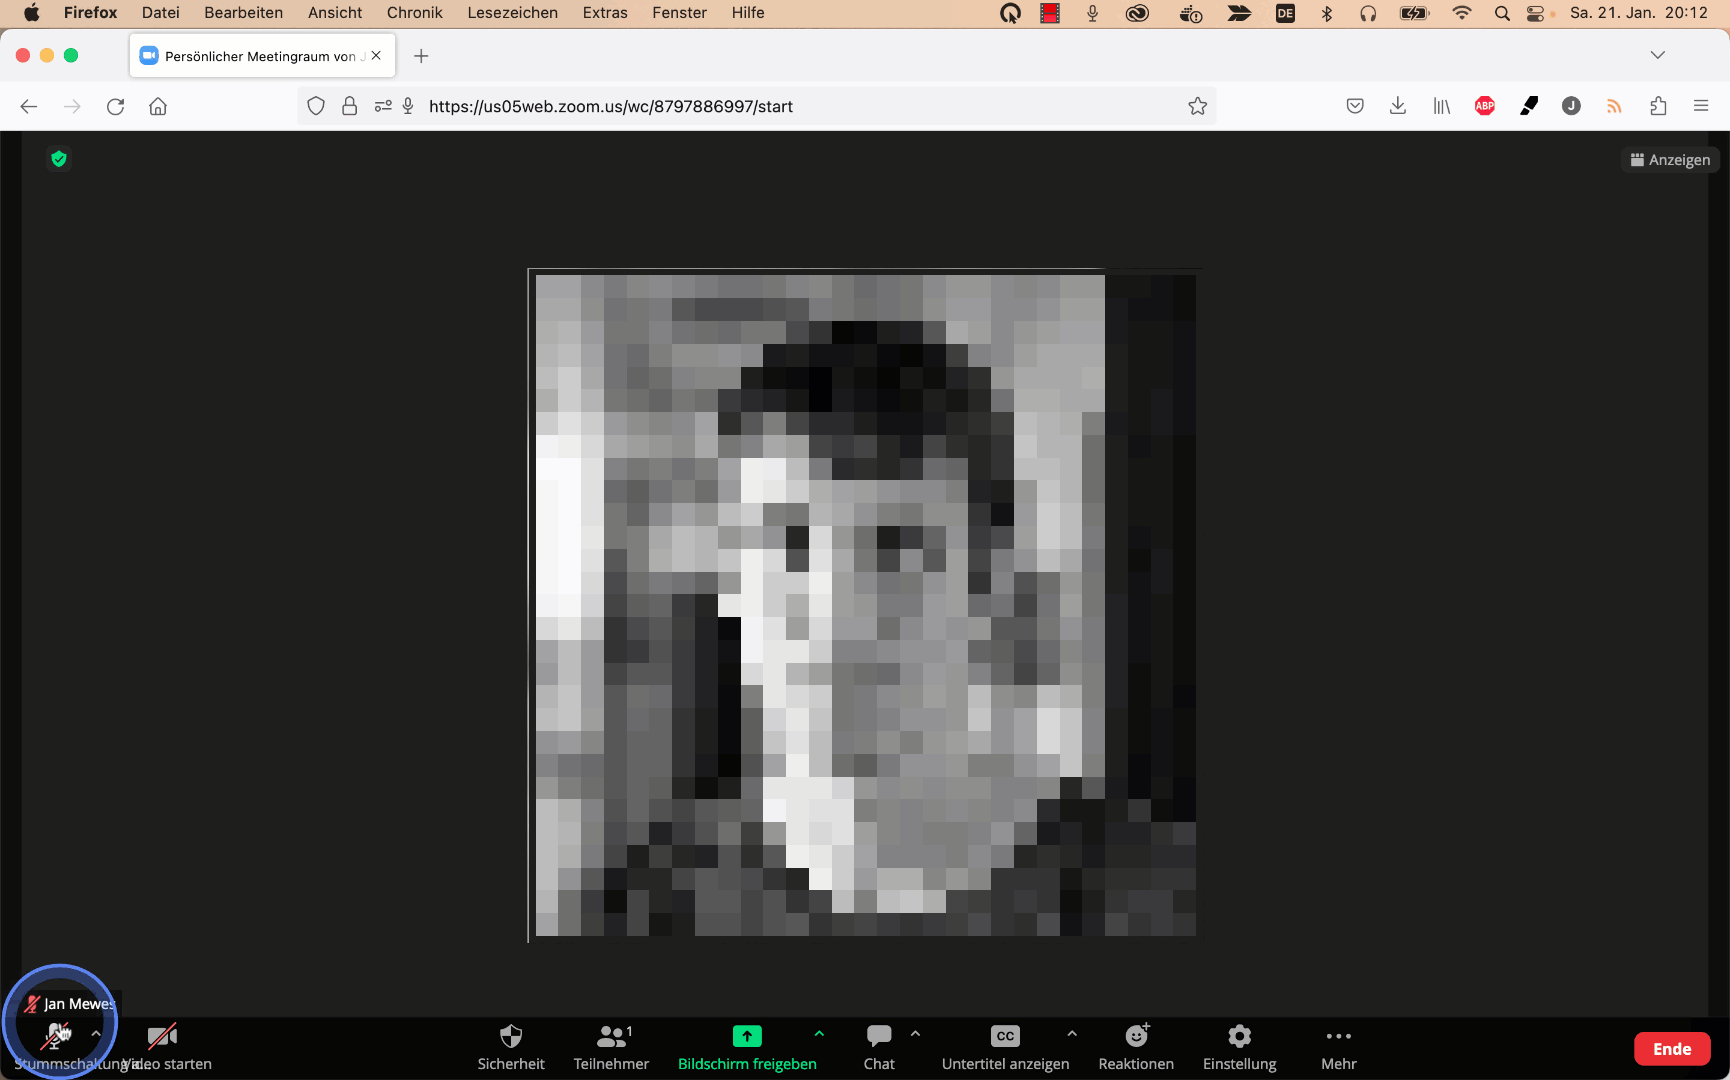 Firefox Datei Bearbeiten Ansicht Chronik Lesezeichen Extras Fenster Hilfe DE Sa. 21. Jan. 20:12
Persönlicher Meetingraum von J
https://us05web.zoom.us/wc/8797886997/start ABP J
Anzeigen
Jan Mewes
1 CC
Stummschaltung Video starten Sicherheit Teilnehmer Bildschirm freigeben Chat Untertitel anzeigen Reaktionen Einstellung Mehr Ende